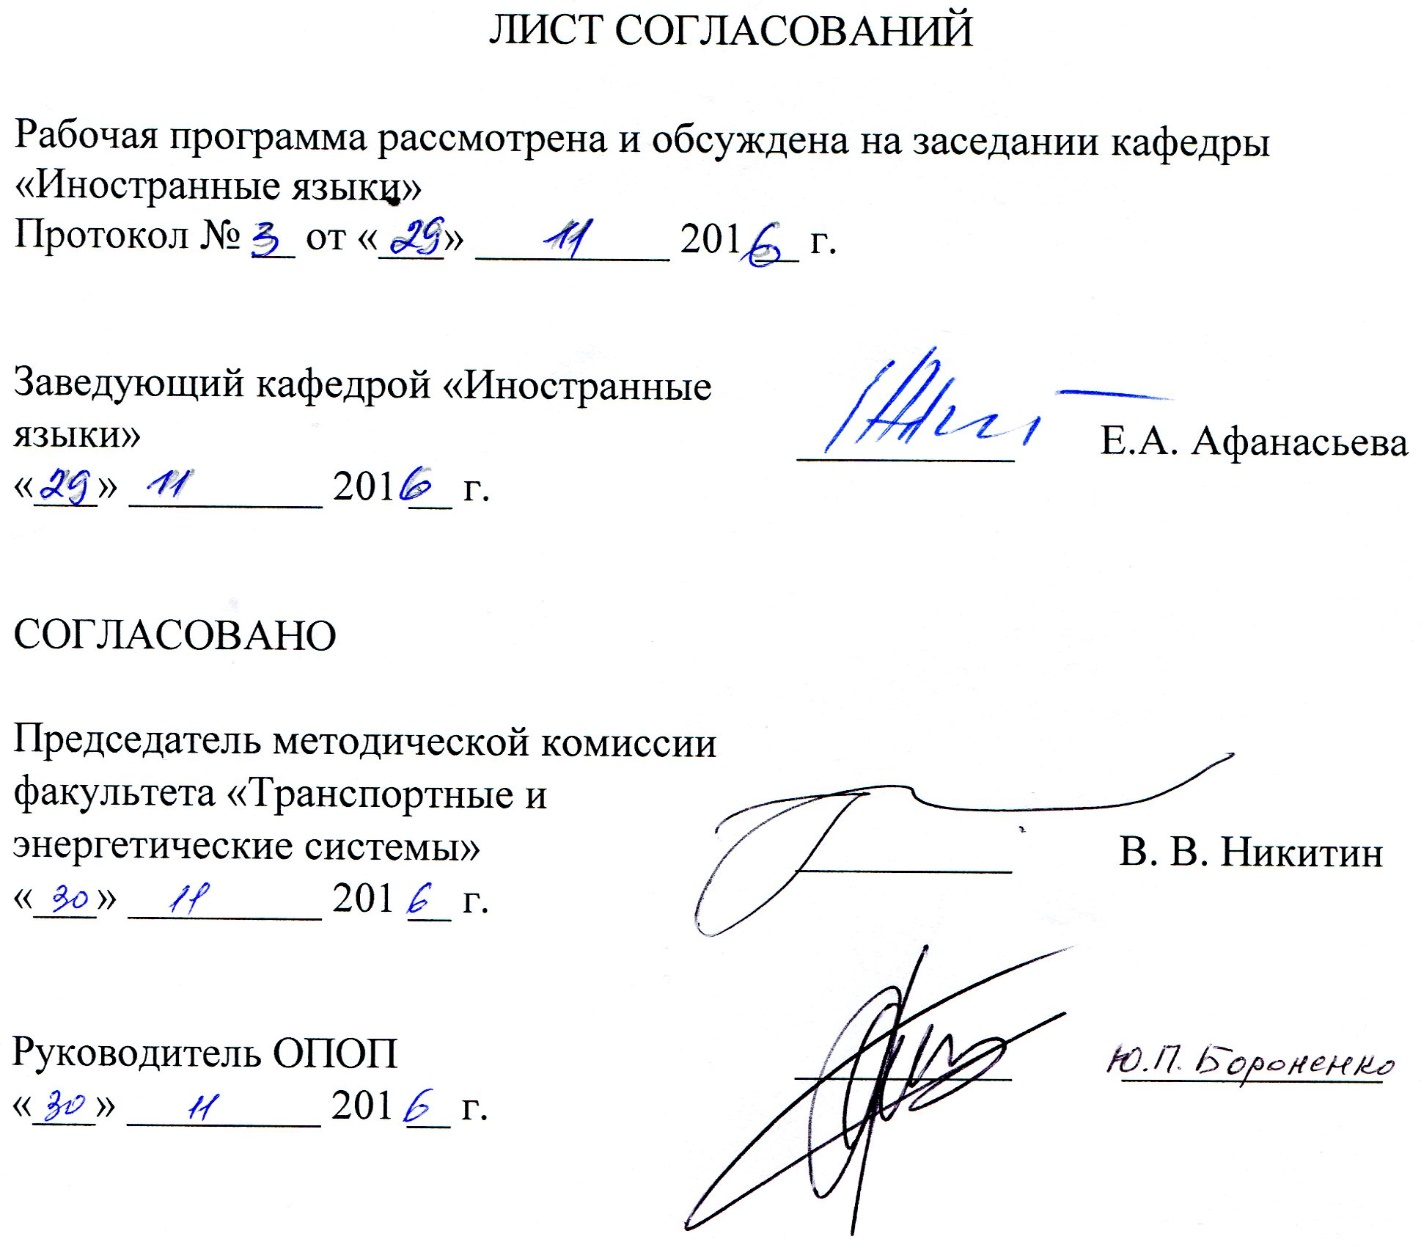 ЛИСТ СОГЛАСОВАНИЙ
Рабочая программа рассмотрена и обсуждена на заседании кафедры
«Иностранные языки»
Протокол № 3 от «29» 11 2016 г.
Заведующий кафедрой «Иностранные
языки» Е.А. Афанасьева
«29» 11 2016 г.
СОГЛАСОВАНО
Председатель методической комиссии
факультета «Транспортные и
энергетические системы» В. В. Никитин
«30» 11 2016 г.
Руководитель ОПОП Ю.П. Бороненко
«30» 11 2016 г.